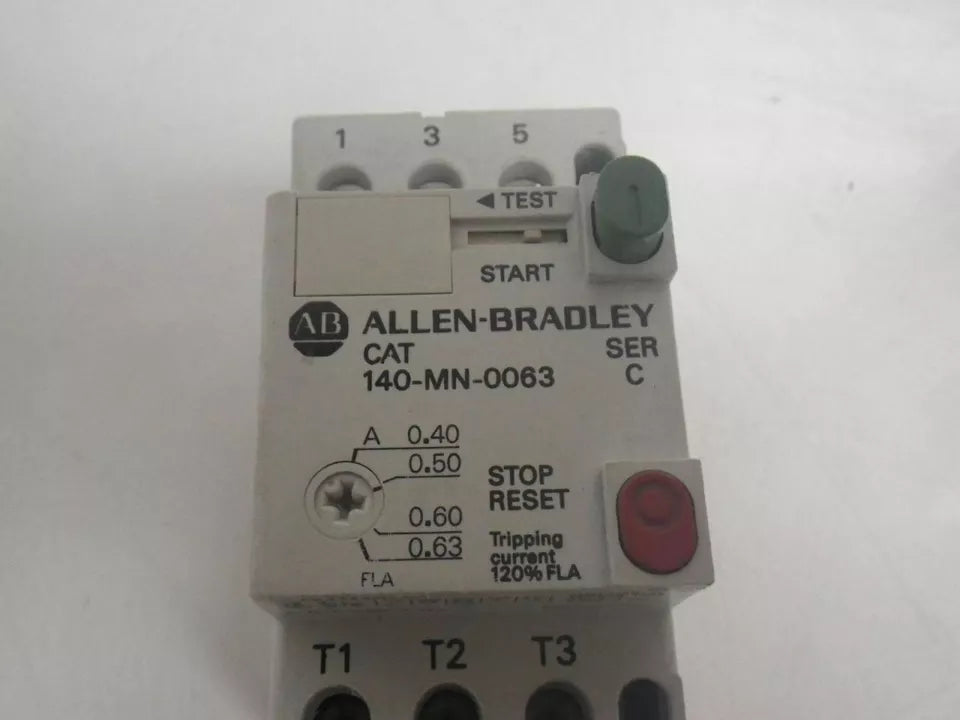 1 3 5
◄ TEST
I
START
AB ALLEN-BRADLEY
CAT SER
140-MN-0063 C
A 0.40
0.50
STOP
RESET
0.60
0.63
Tripping
current
120% FLA
FLA
T1 T2 T3